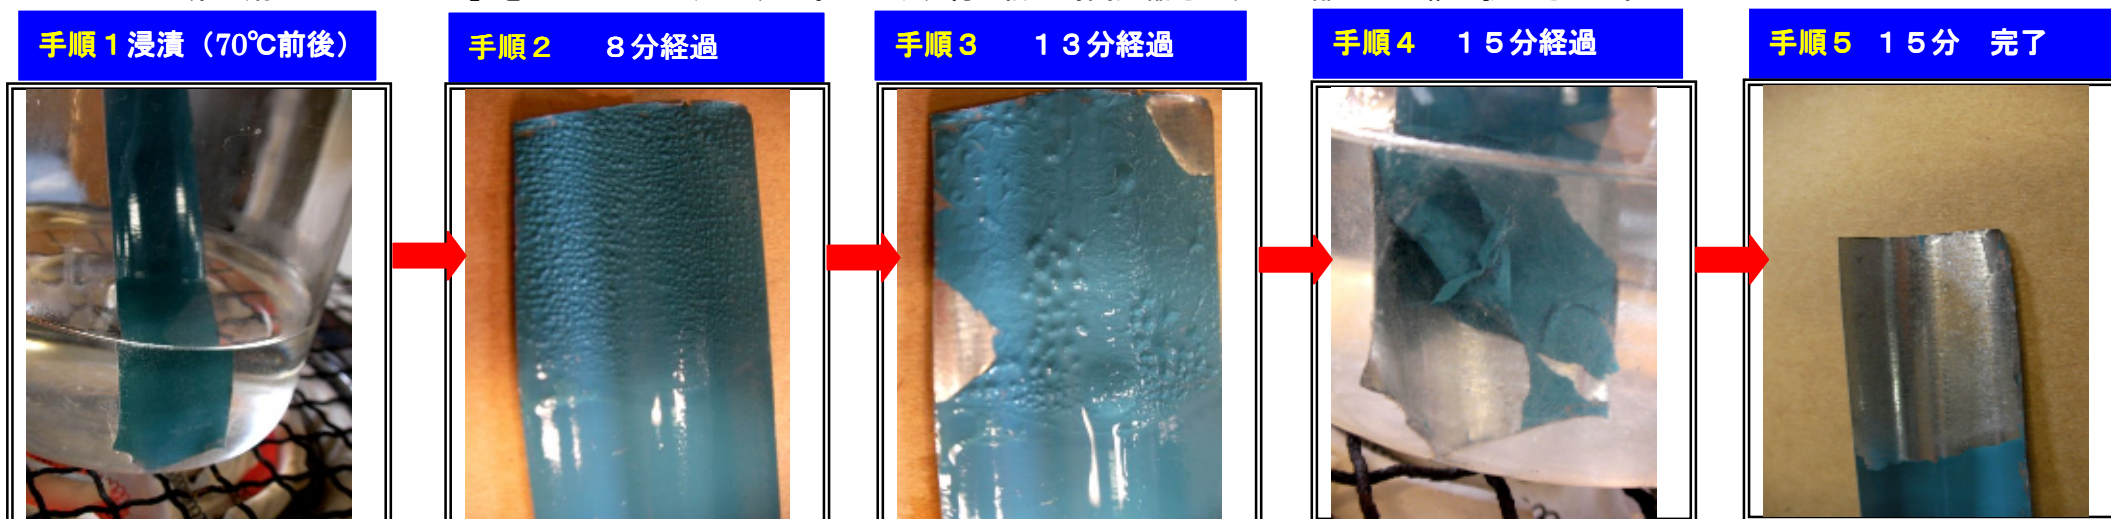 手順1浸漬（70℃前後）
手順２　８分経過
手順３　１３分経過
手順４　１５分経過
手順５　１５分　完了